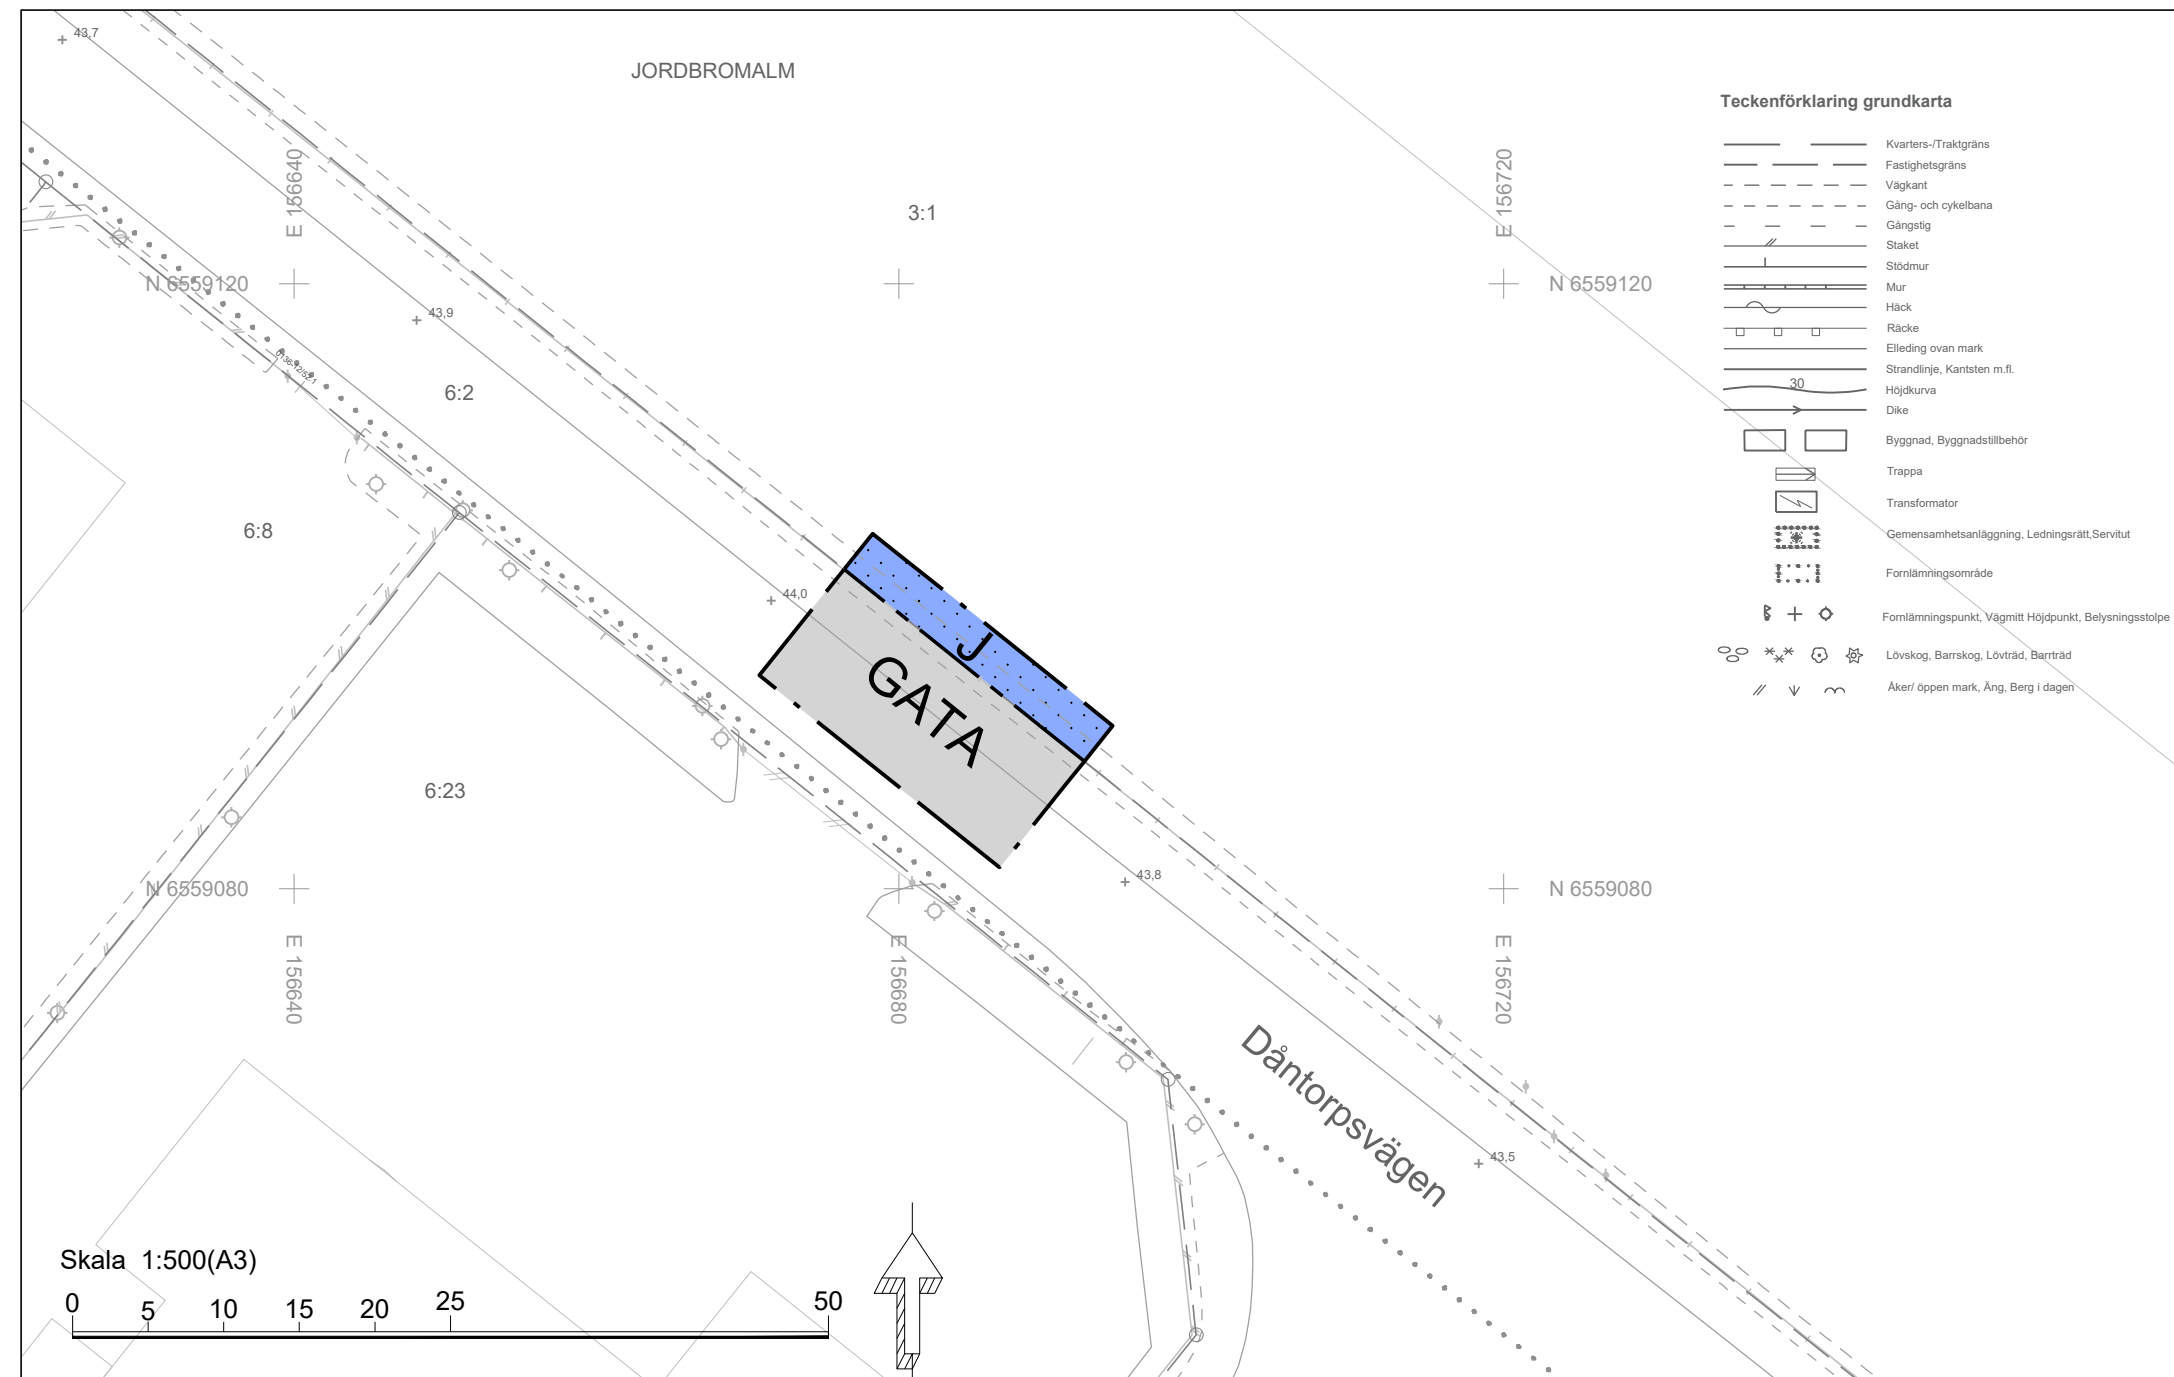 43,7
JORDBROMALM
Teckenförklaring grundkarta
Kvarters-/Traktgräns
Fastighetsgräns
Vägkant
Gång- och cykelbana
Gångstig
Staket
Stödmur
Mur
Häck
Räcke
Elleding ovan mark
Strandlinje, Kantsten m.fl.
30
Höjdkurva
Dike
Byggnad, Byggnadstillbehör
Trappa
Transformator
Gemensamhetsanläggning, Ledningsrätt,Servitut
Fornlämningsområde
Fornlämningspunkt, Vägmitt Höjdpunkt, Belysningsstolpe
Lövskog, Barrskog, Lövträd, Barrträd
Åker/ öppen mark, Äng, Berg i dagen
E 156640
E 156720
3:1
N 6559120
N 6559120
43,9
0136-12/52.1
6:2
6:8
44,0
J
GATA
6:23
43,8
N 6559080
N 6559080
E 156640
E 156680
E 156720
Dåntorpsvägen
43,5
Skala 1:500(A3)
0 5 10 15 20 25 50